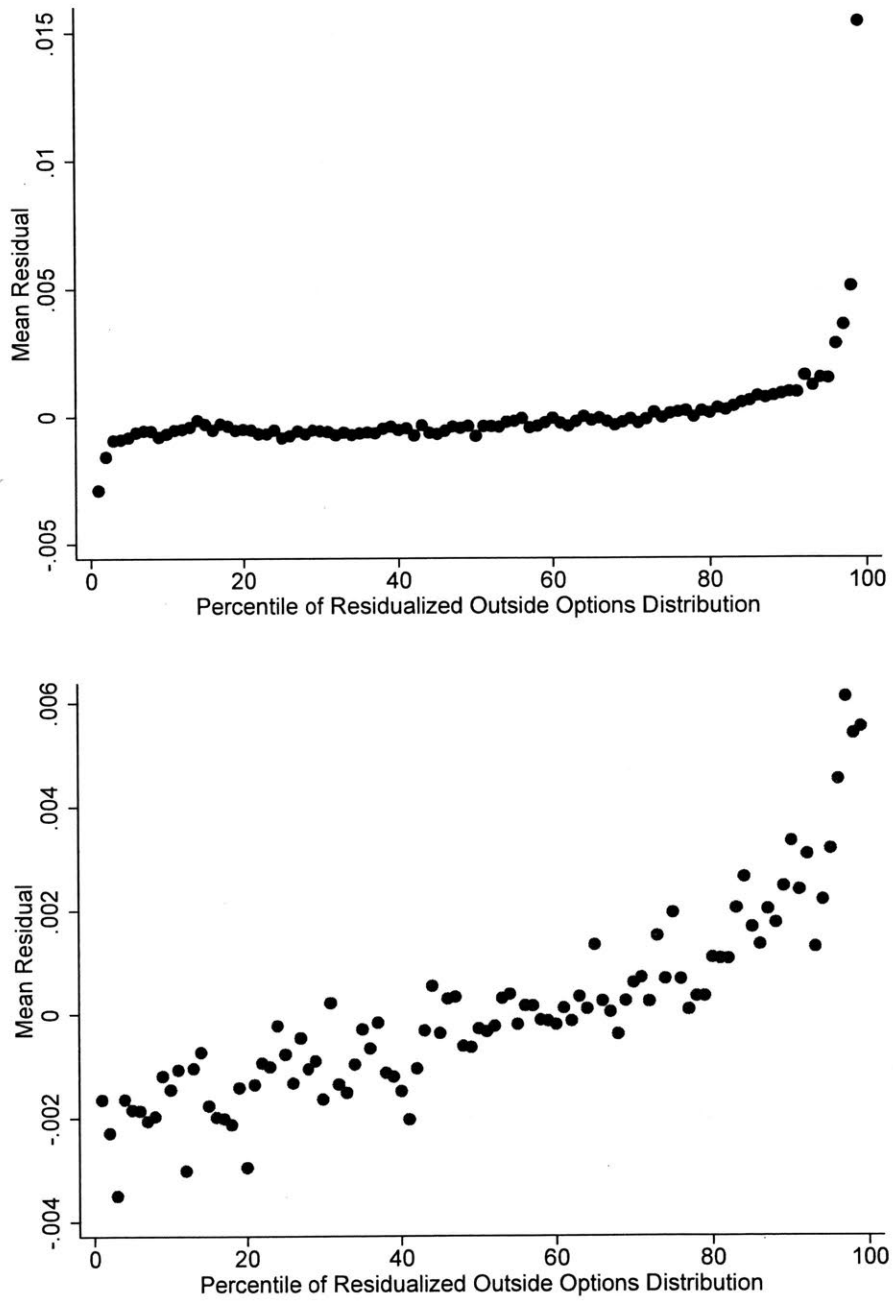 .015
.01
.005
0
-.005
Mean Residual
0 20 40 60 80 100
Percentile of Residualized Outside Options Distribution
.006
.004
.002
0
-.002
-.004
Mean Residual
0 20 40 60 80 100
Percentile of Residualized Outside Options Distribution